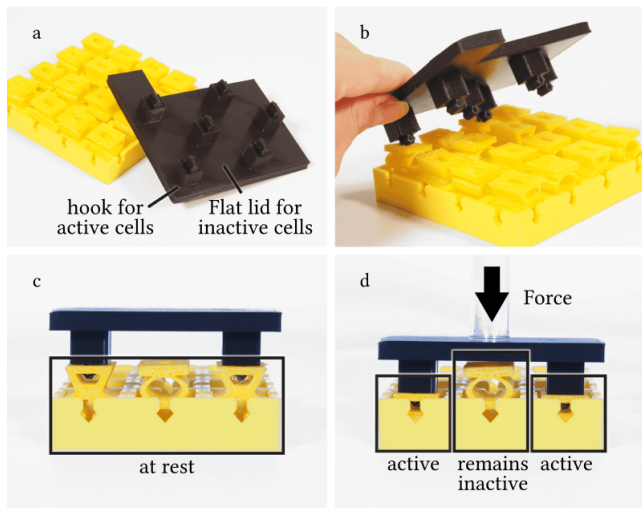 a
hook for
active cells
Flat lid for
inactive cells
b
c
at rest
d
Force
active
remains
inactive
active